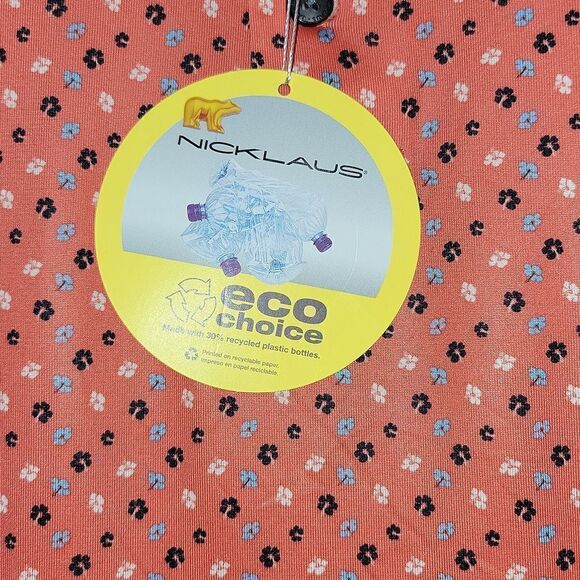 NICKLAUS®
eco
choice
Made with 30% recycled plastic bottles.
Printed on recyclable paper.
Impreso en papel reciclable.